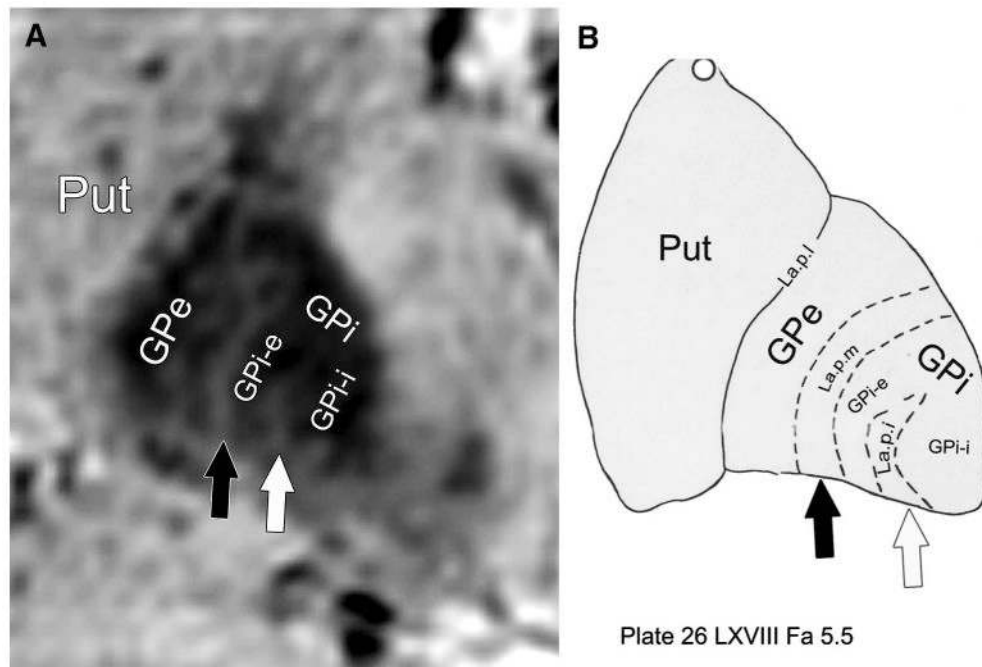 A
Put
GPe
GPi-e
GPi
GPi-i
B
Put
La.p.l
GPe
La.p.m
GPi-e
GPi
La.p.i
GPi-i
Plate 26 LXVIII Fa 5.5